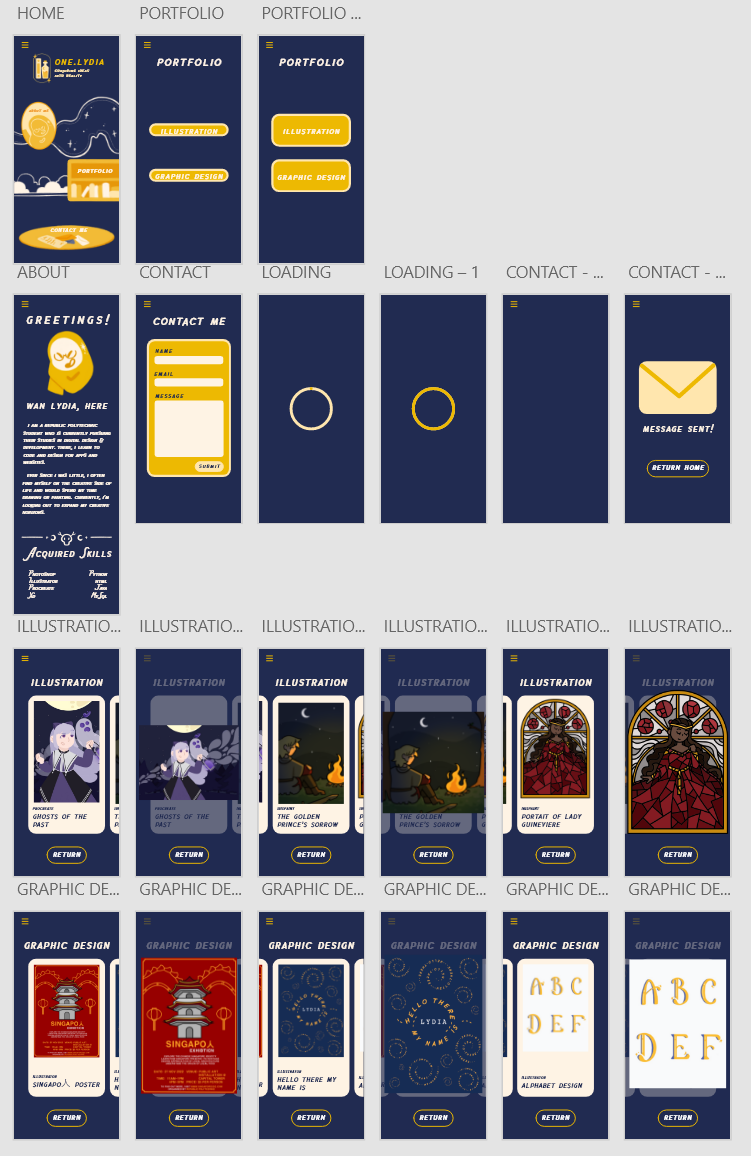 HOME
PORTFOLIO
PORTFOLIO ...
ONE.LYDIA
ABOUT ME
PORTFOLIO
CONTACT ME
PORTFOLIO
ILLUSTRATION
GRAPHIC DESIGN
PORTFOLIO
ILLUSTRATION
GRAPHIC DESIGN
ABOUT
CONTACT
LOADING
LOADING – 1
CONTACT - ...
CONTACT - ...
GREETINGS!
WAN LYDIA, HERE
I AM A REPUBLIC POLYTECHNIC
STUDENT WHO IS CURRENTLY PURSUING
THEIR STUDIES IN DIGITAL DESIGN &
DEVELOPMENT. THERE, I LEARN TO
CODE AND DESIGN FOR APPS AND
WEBSITES.
EVER SINCE I WAS LITTLE, I OFTEN
FIND MYSELF ON THE CREATIVE SIDE OF
LIFE AND WOULD SPEND MY TIME
DRAWING OR PAINTING. CURRENTLY, I'M
LOOKING OUT TO EXPAND MY CREATIVE
HORIZONS.
ACQUIRED SKILLS
PHOTOSHOP
ILLUSTRATOR
PROCREATE
XD
PYTHON
HTML
JAVA
MySQL
CONTACT ME
NAME
EMAIL
MESSAGE
SUBMIT
MESSAGE SENT!
RETURN HOME
ILLUSTRATIO...
ILLUSTRATIO...
ILLUSTRATIO...
ILLUSTRATIO...
ILLUSTRATIO...
ILLUSTRATIO...
ILLUSTRATION
PROCREATE
GHOSTS OF THE
PAST
RETURN
ILLUSTRATION
PROCREATE
GHOSTS OF THE
PAST
RETURN
ILLUSTRATION
IBISPAINT
THE GOLDEN
PRINCE'S SORROW
RETURN
ILLUSTRATION
THE GOLDEN
PRINCE'S SORROW
RETURN
ILLUSTRATION
IBISPAINT
PORTAIT OF LADY
GUINEVIERE
RETURN
ILLUSTRATION
RETURN
GRAPHIC DE...
GRAPHIC DE...
GRAPHIC DE...
GRAPHIC DE...
GRAPHIC DE...
GRAPHIC DE...
GRAPHIC DESIGN
SINGAPO人
EXHIBITION
ILLUSTRATOR
SINGAPO人 POSTER
RETURN
GRAPHIC DESIGN
SINGAPO人
EXHIBITION
RETURN
GRAPHIC DESIGN
HELLO THERE
LYDIA
MY NAME IS
ILLUSTRATOR
HELLO THERE MY
NAME IS
RETURN
GRAPHIC DESIGN
HELLO THERE
LYDIA
MY NAME IS
RETURN
GRAPHIC DESIGN
A B C
D E F
ILLUSTRATOR
ALPHABET DESIGN
RETURN
GRAPHIC DESIGN
A B C
D E F
RETURN